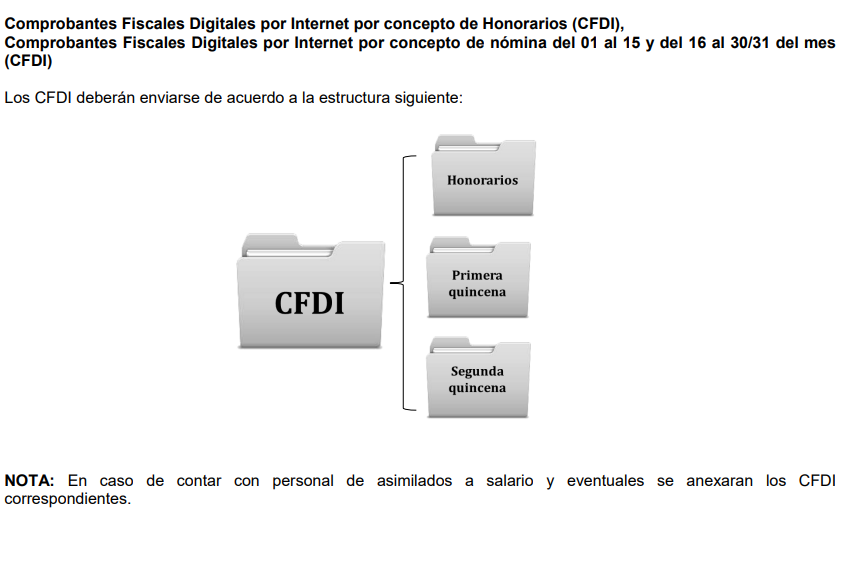 Comprobantes Fiscales Digitales por Internet por concepto de Honorarios (CFDI),
Comprobantes Fiscales Digitales por Internet por concepto de nómina del 01 al 15 y del 16 al 30/31 del mes
(CFDI)
Los CFDI deberán enviarse de acuerdo a la estructura siguiente:
Honorarios
CFDI
Primera
quincena
Segunda
quincena
NOTA: En caso de contar con personal de asimilados a salario y eventuales se anexaran los CFDI
correspondientes.